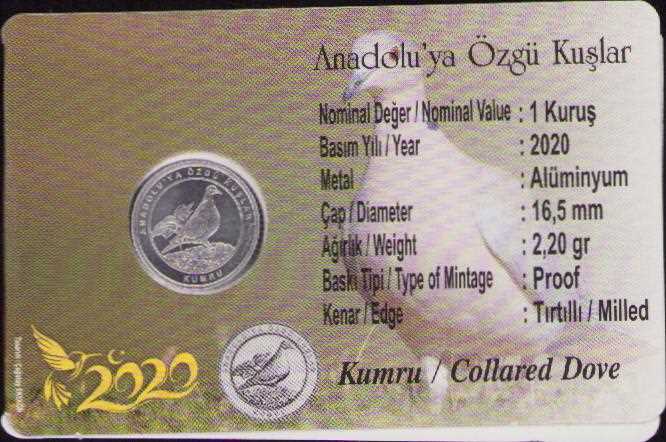 Anadolu'ya Özgü Kuşlar
Nominal Değer / Nominal Value : 1 Kuruş
Basım Yılı / Year : 2020
Metal : Alüminyum
Çap / Diameter : 16,5 mm
Ağırlık / Weight : 2,20 gr
Baskı Tipi / Type of Mintage : Proof
Kenar / Edge : Tırtıllı / Milled
ANADOLU'YA ÖZGÜ KUŞLAR
KUMRU
2020
Kumru / Collared Dove